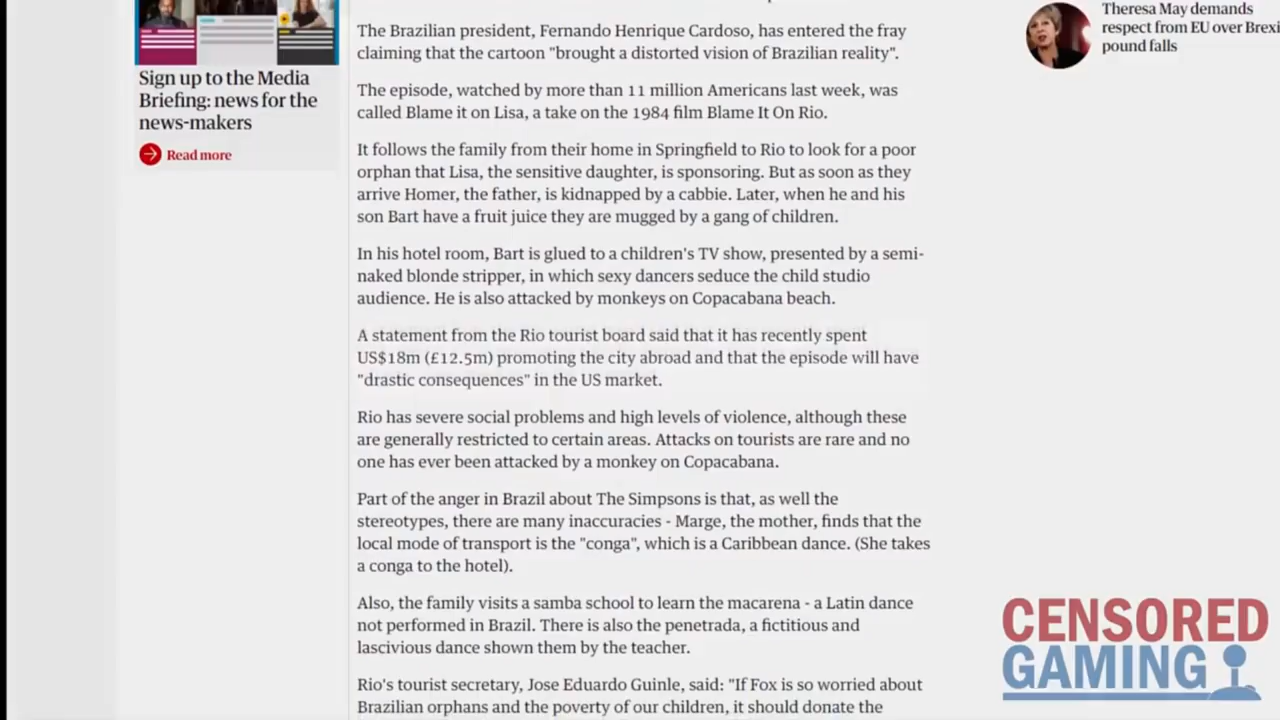 Sign up to the Media
Briefing: news for the
news-makers
Read more
The Brazilian president, Fernando Henrique Cardoso, has entered the fray
claiming that the cartoon "brought a distorted vision of Brazilian reality".
The episode, watched by more than 11 million Americans last week, was
called Blame it on Lisa, a take on the 1984 film Blame It On Rio.
It follows the family from their home in Springfield to Rio to look for a poor
orphan that Lisa, the sensitive daughter, is sponsoring. But as soon as they
arrive Homer, the father, is kidnapped by a cabbie. Later, when he and his
son Bart have a fruit juice they are mugged by a gang of children.
In his hotel room, Bart is glued to a children's TV show, presented by a semi-
naked blonde stripper, in which sexy dancers seduce the child studio
audience. He is also attacked by monkeys on Copacabana beach.
A statement from the Rio tourist board said that it has recently spent
US$18m (£12.5m) promoting the city abroad and that the episode will have
"drastic consequences" in the US market.
Rio has severe social problems and high levels of violence, although these
are generally restricted to certain areas. Attacks on tourists are rare and no
one has ever been attacked by a monkey on Copacabana.
Part of the anger in Brazil about The Simpsons is that, as well the
stereotypes, there are many inaccuracies - Marge, the mother, finds that the
local mode of transport is the "conga", which is a Caribbean dance. (She takes
a conga to the hotel).
Also, the family visits a samba school to learn the macarena - a Latin dance
not performed in Brazil. There is also the penetrada, a fictitious and
lascivious dance shown them by the teacher.
Rio's tourist secretary, Jose Eduardo Guinle, said: "If Fox is so worried about
Brazilian orphans and the poverty of our children, it should donate the
Theresa May demands
respect from EU over Brexi
pound falls
CENSORED
GAMING